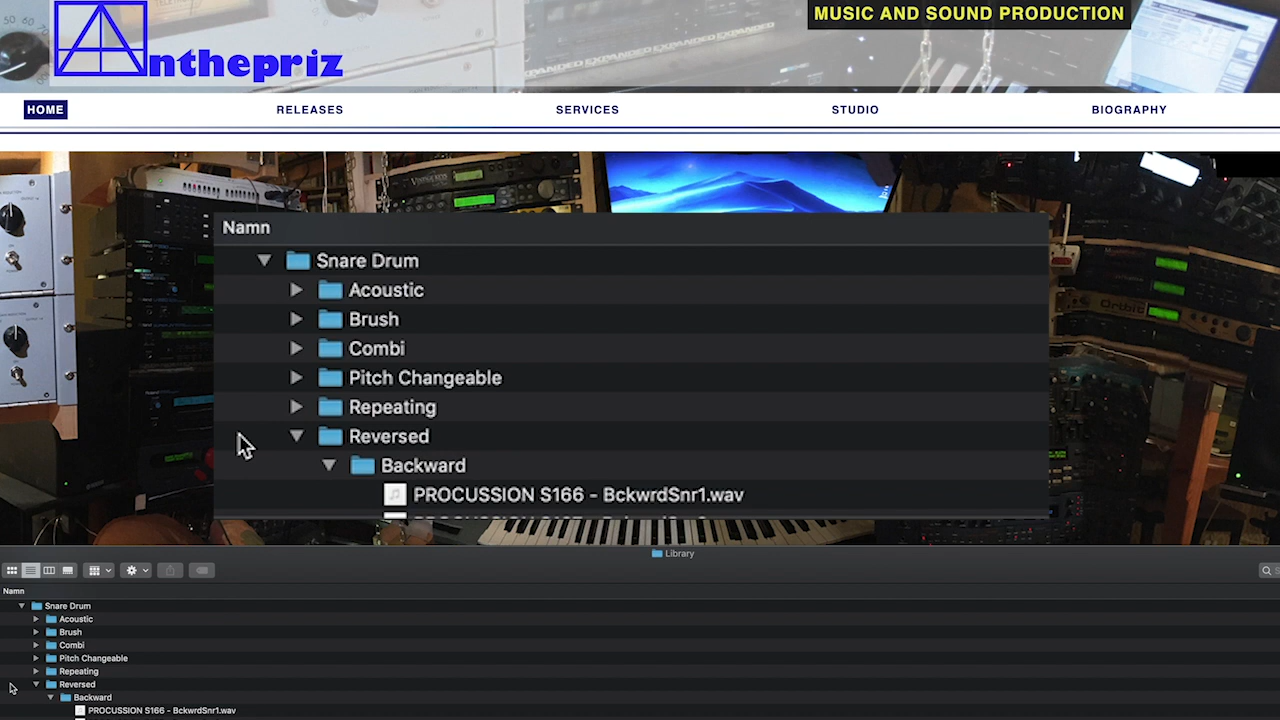 Anthepriz
MUSIC AND SOUND PRODUCTION
HOME
RELEASES
SERVICES
STUDIO
BIOGRAPHY
Namn
Snare Drum
Acoustic
Brush
Combi
Pitch Changeable
Repeating
Reversed
Backward
PROCUSSION S166 - BckwrdSnr1.wav
Orbit
Library
Namn
Snare Drum
Acoustic
Brush
Combi
Pitch Changeable
Repeating
Reversed
Backward
PROCUSSION S166 - BckwrdSnr1.wav